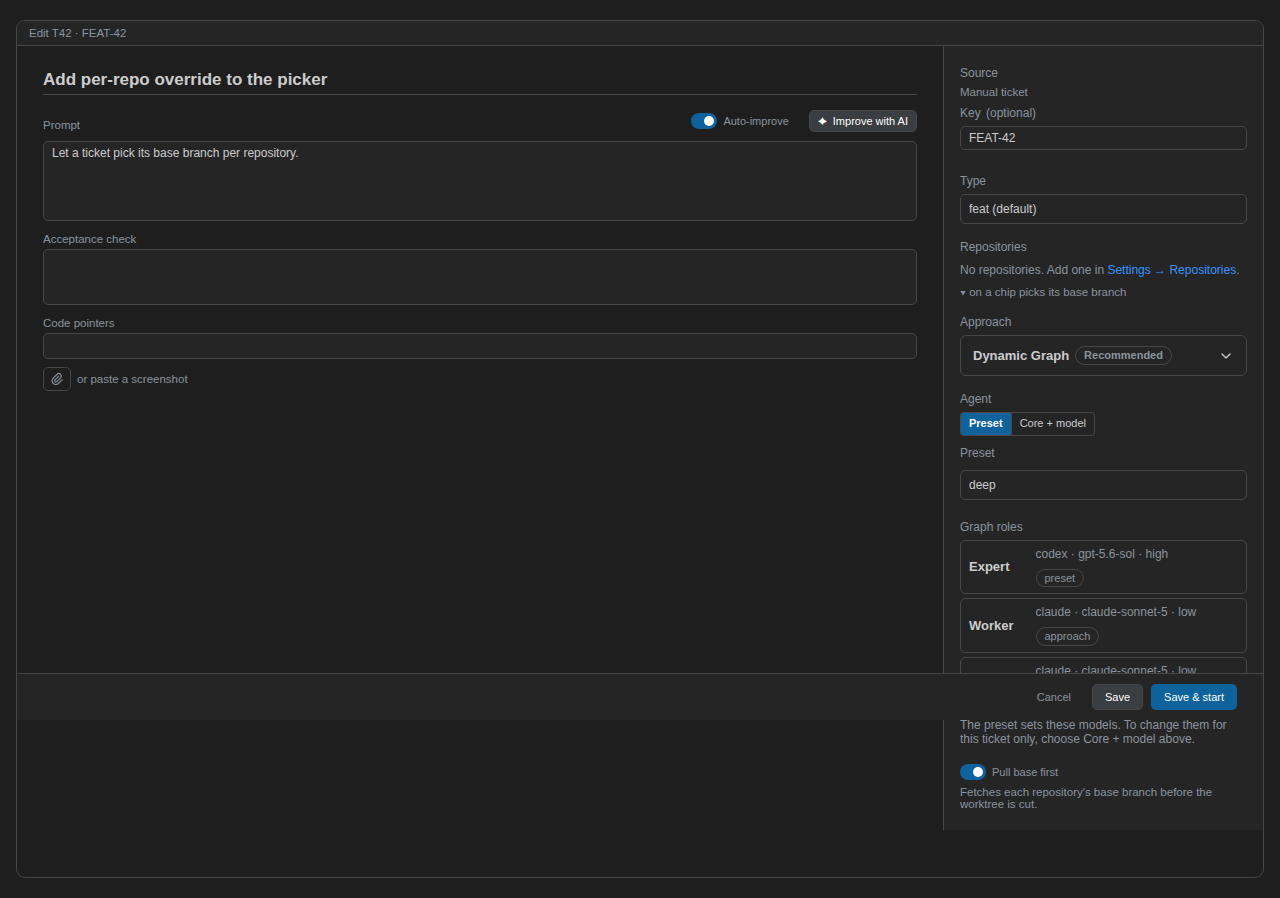 Edit T42 · FEAT-42
Add per-repo override to the picker
Prompt
Auto-improve
Improve with AI
Let a ticket pick its base branch per repository.
Acceptance check
Code pointers
or paste a screenshot
Source
Manual ticket
Key (optional)
FEAT-42
Type
feat (default)
Repositories
No repositories. Add one in Settings → Repositories.
▾ on a chip picks its base branch
Approach
Dynamic Graph Recommended
Agent
Preset Core + model
Preset
deep
Graph roles
Expert
codex · gpt-5.6-sol · high
preset
Worker
claude · claude-sonnet-5 · low
approach
claude · claude-sonnet-5 · low
Cancel Save Save & start
The preset sets these models. To change them for
this ticket only, choose Core + model above.
Pull base first
Fetches each repository's base branch before the
worktree is cut.